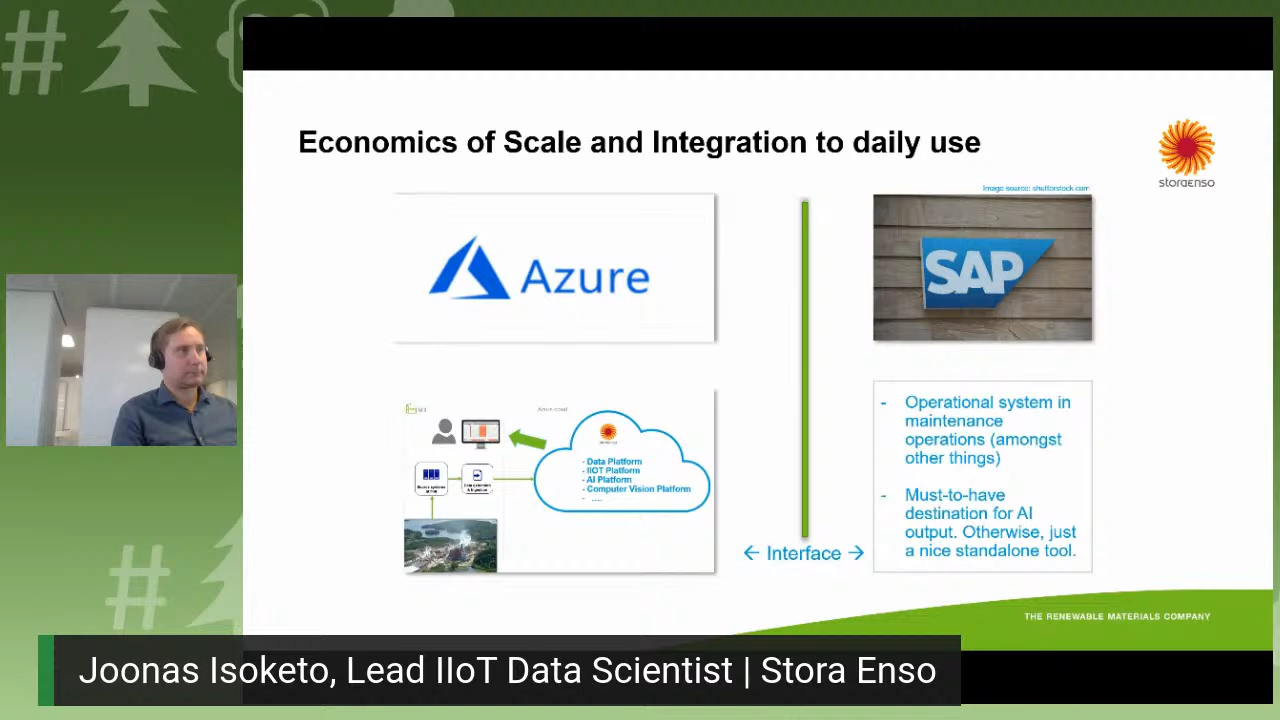 Economics of Scale and Integration to daily use
storaenso
Image source: shutterstock.com
Azure
SAP
Azure cloud
- Data Platform
- IIOT Platform
- AI Platform
- Computer Vision Platform
- ....
- Operational system in
maintenance
operations (amongst
other things)
- Must-to-have
destination for AI
output. Otherwise, just
a nice standalone tool.
← Interface →
THE RENEWABLE MATERIALS COMPANY
Joonas Isoketo, Lead IIoT Data Scientist | Stora Enso